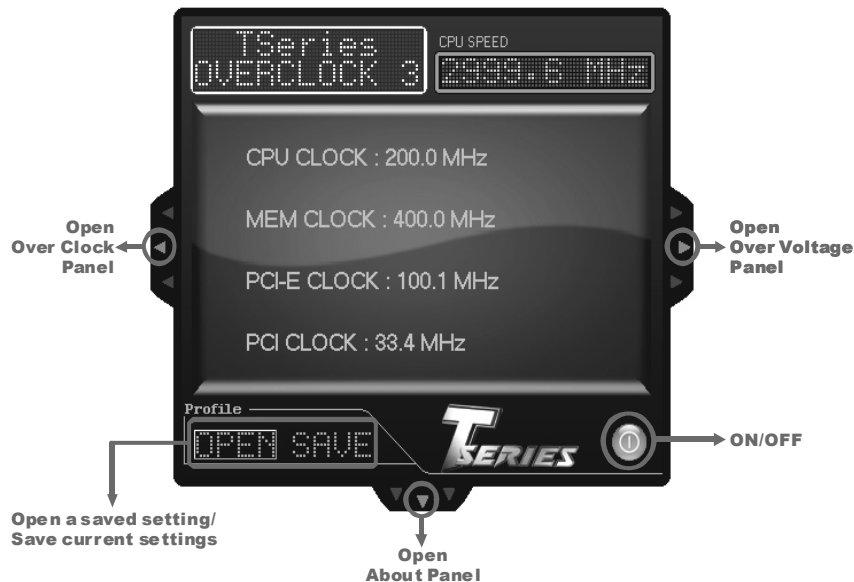 TSeries
OVERCLOCK 3
CPU SPEED
2999.6 MHz
CPU CLOCK : 200.0 MHz
MEM CLOCK : 400.0 MHz
PCI-E CLOCK : 100.1 MHz
PCI CLOCK : 33.4 MHz
Open
Over Clock
Panel
Open
Over Voltage
Panel
Profile
OPEN SAVE
TSERIES
ON/OFF
Open a saved setting/
Save current settings
Open
About Panel